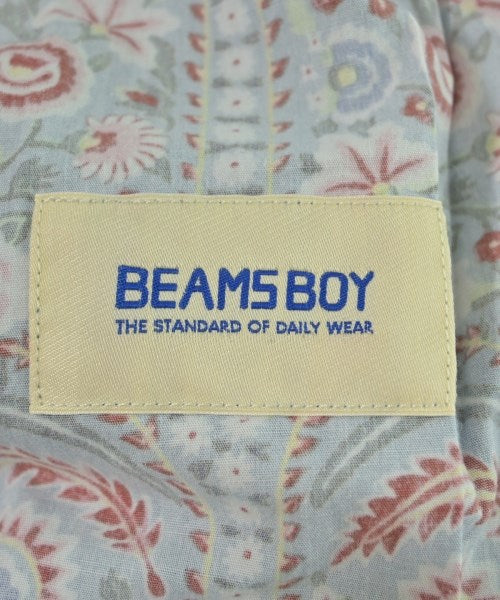 BEAMS BOY
THE STANDARD OF DAILY WEAR